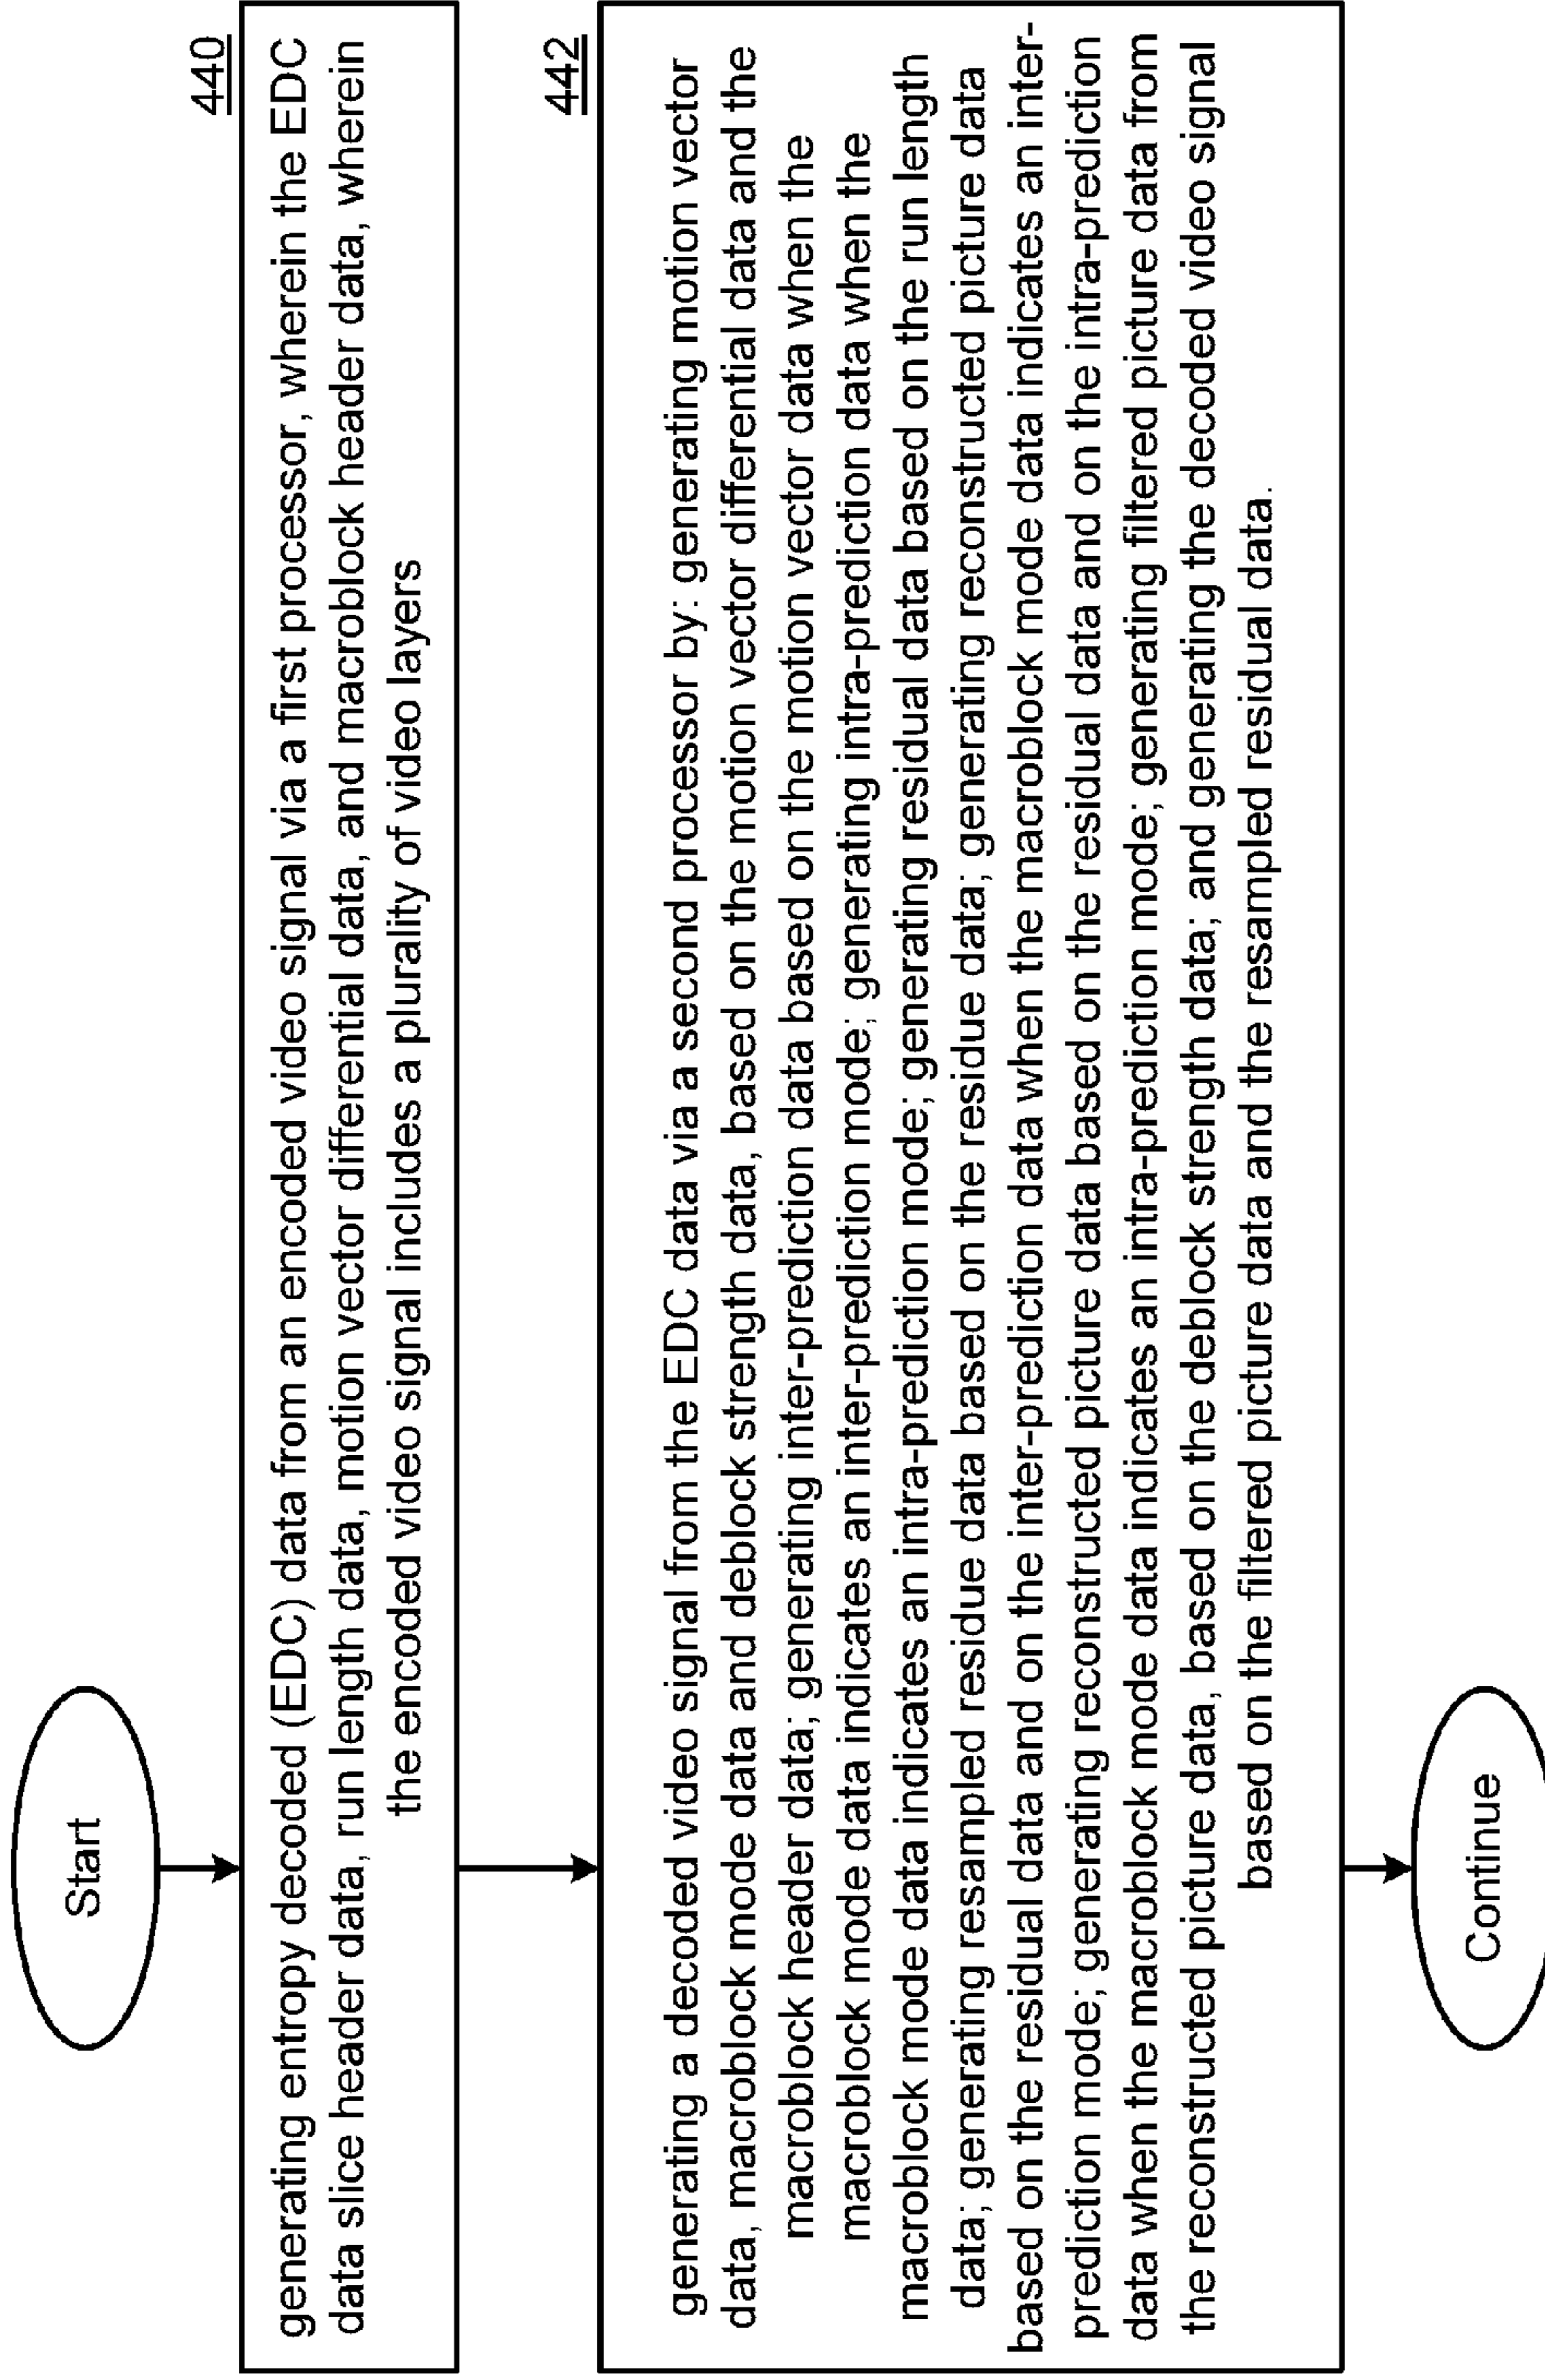 Start
440
generating entropy decoded (EDC) data from an encoded video signal via a first processor, wherein the EDC
data slice header data, run length data, motion vector differential data, and macroblock header data, wherein
the encoded video signal includes a plurality of video layers
442
generating a decoded video signal from the EDC data via a second processor by: generating motion vector
data, macroblock mode data and deblock strength data, based on the motion vector differential data and the
macroblock header data; generating inter-prediction data based on the motion vector data when the
macroblock mode data indicates an inter-prediction mode; generating intra-prediction data when the
macroblock mode data indicates an intra-prediction mode; generating residual data based on the run length
data; generating resampled residue data based on the residue data; generating reconstructed picture data
based on the residual data and on the inter-prediction data when the macroblock mode data indicates an inter-
prediction mode; generating reconstructed picture data based on the residual data and on the intra-prediction
data when the macroblock mode data indicates an intra-prediction mode; generating filtered picture data from
the reconstructed picture data, based on the deblock strength data; and generating the decoded video signal
based on the filtered picture data and the resampled residual data.
Continue